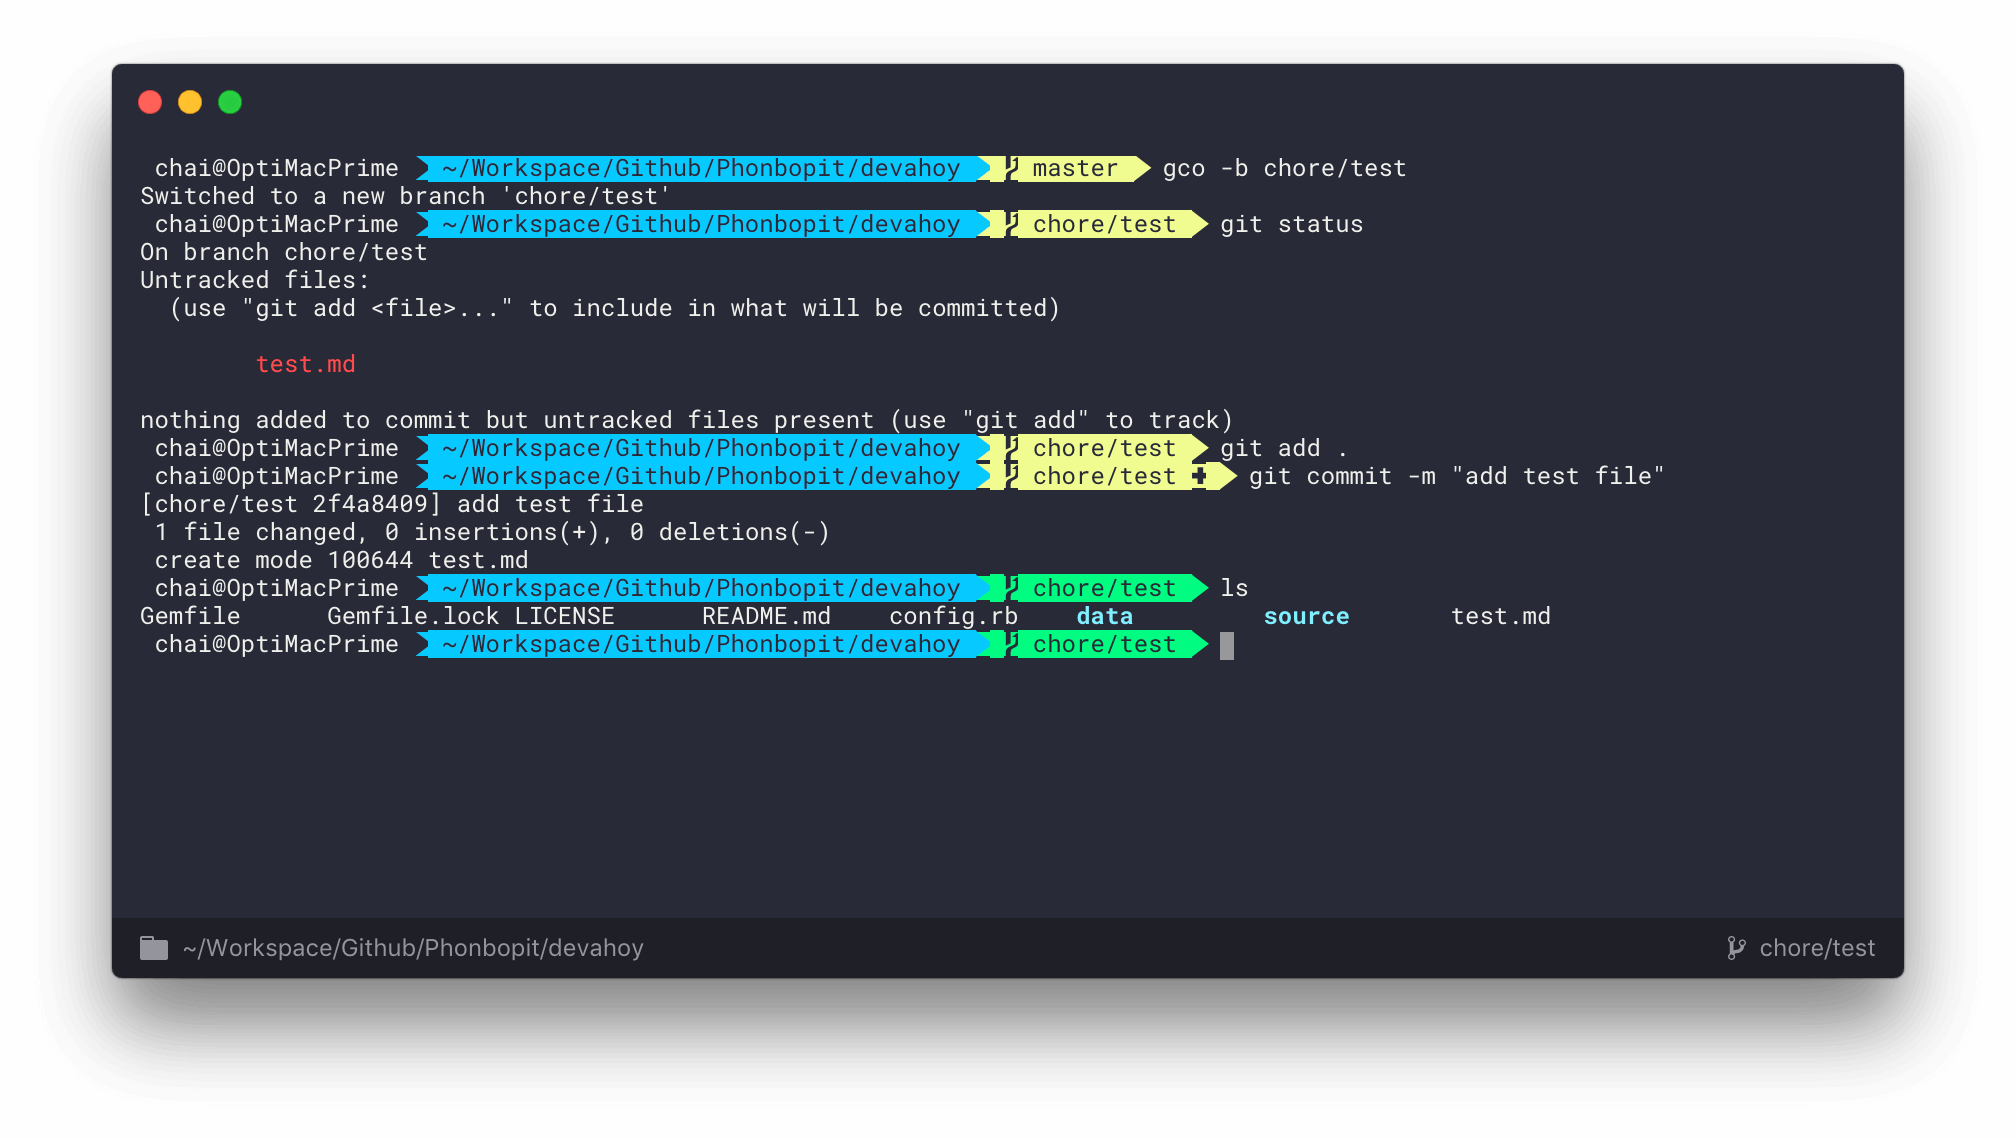 chai@OptiMacPrime ~/Workspace/Github/Phonbopit/devahoy master gco -b chore/test
Switched to a new branch 'chore/test'
chai@OptiMacPrime ~/Workspace/Github/Phonbopit/devahoy chore/test git status
On branch chore/test
Untracked files:
(use "git add <file>..." to include in what will be committed)
test.md
nothing added to commit but untracked files present (use "git add" to track)
chai@OptiMacPrime ~/Workspace/Github/Phonbopit/devahoy chore/test git add .
chai@OptiMacPrime ~/Workspace/Github/Phonbopit/devahoy chore/test ✚ git commit -m "add test file"
[chore/test 2f4a8409] add test file
1 file changed, 0 insertions(+), 0 deletions(-)
create mode 100644 test.md
chai@OptiMacPrime ~/Workspace/Github/Phonbopit/devahoy chore/test ls
Gemfile Gemfile.lock LICENSE README.md config.rb data source test.md
chai@OptiMacPrime ~/Workspace/Github/Phonbopit/devahoy chore/test
~/Workspace/Github/Phonbopit/devahoy chore/test